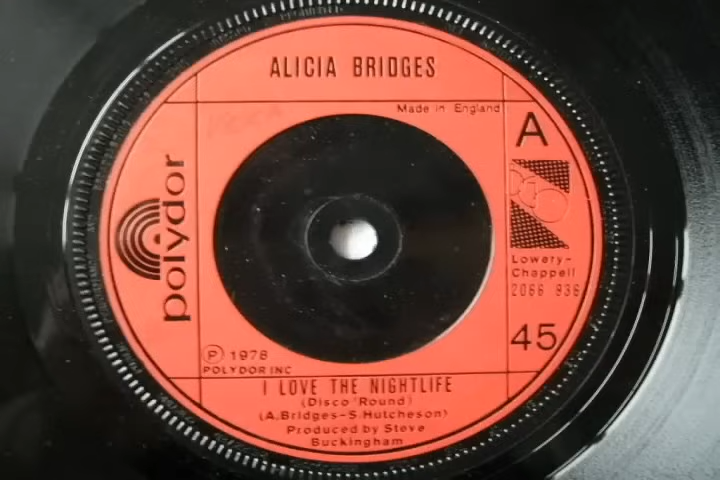 ALICIA BRIDGES
Made in England
A
polydor
Lowery-
Chappell
2066 936
45
℗ 1978
POLYDOR INC
I LOVE THE NIGHTLIFE
(Disco 'Round)
(A.Bridges-S.Hutcheson)
Produced by Steve
Buckingham